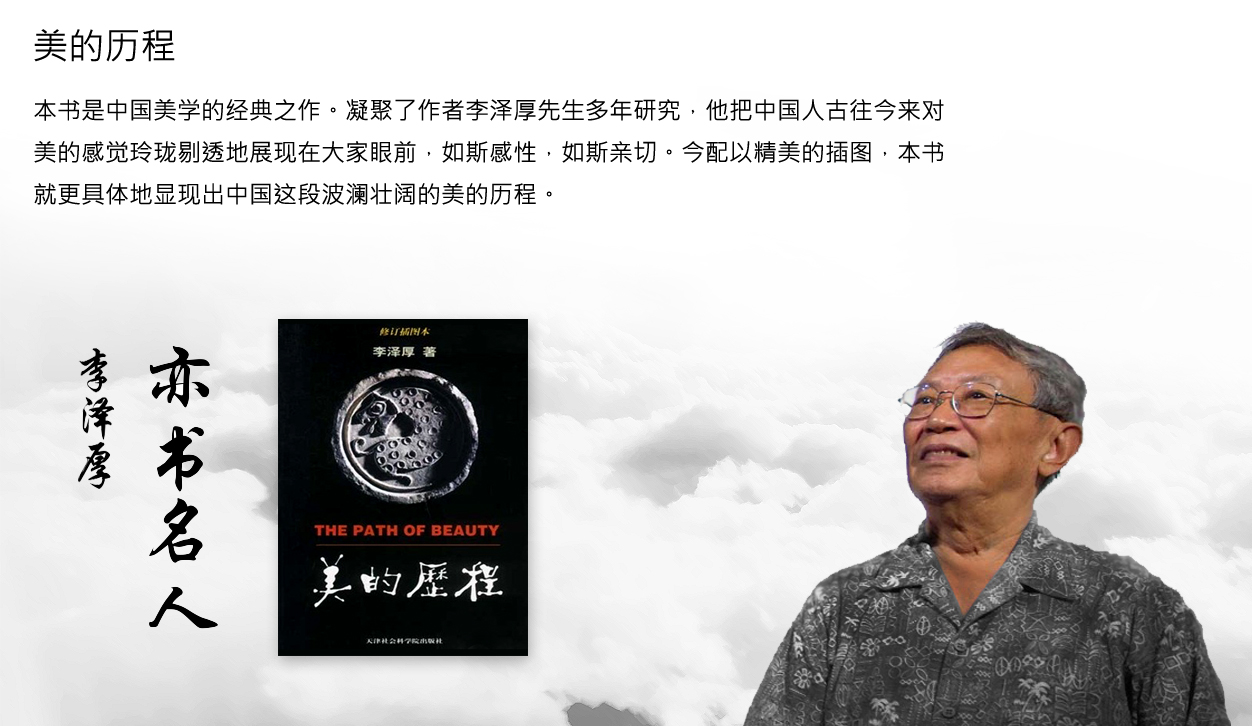 美的历程
本书是中国美学的经典之作。凝聚了作者李泽厚先生多年研究，他把中国人古往今来对
美的感觉玲珑剔透地展现在大家眼前，如斯感性，如斯亲切。今配以精美的插图，本书
就更具体地显现出中国这段波澜壮阔的美的历程。
亦书名人
李泽厚
修订插图本
李泽厚 著
THE PATH OF BEAUTY
美的歷程
天津社会科学院出版社